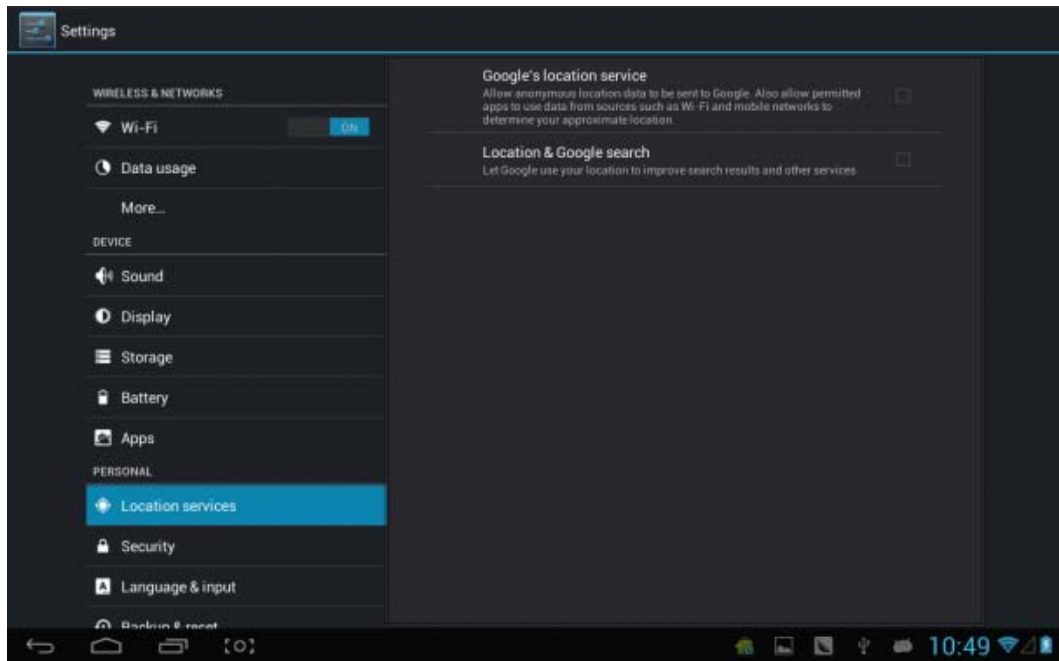 Settings
WIRELESS & NETWORKS
Wi-Fi
ON
Data usage
More...
DEVICE
Sound
Display
Storage
Battery
Apps
PERSONAL
Location services
Security
Language & input
Backup & reset
Google's location service
Allow anonymous location data to be sent to Google. Also allow permitted
apps to use data from sources such as Wi-Fi and mobile networks to
determine your approximate location.
Location & Google search
Let Google use your location to improve search results and other services
10:49